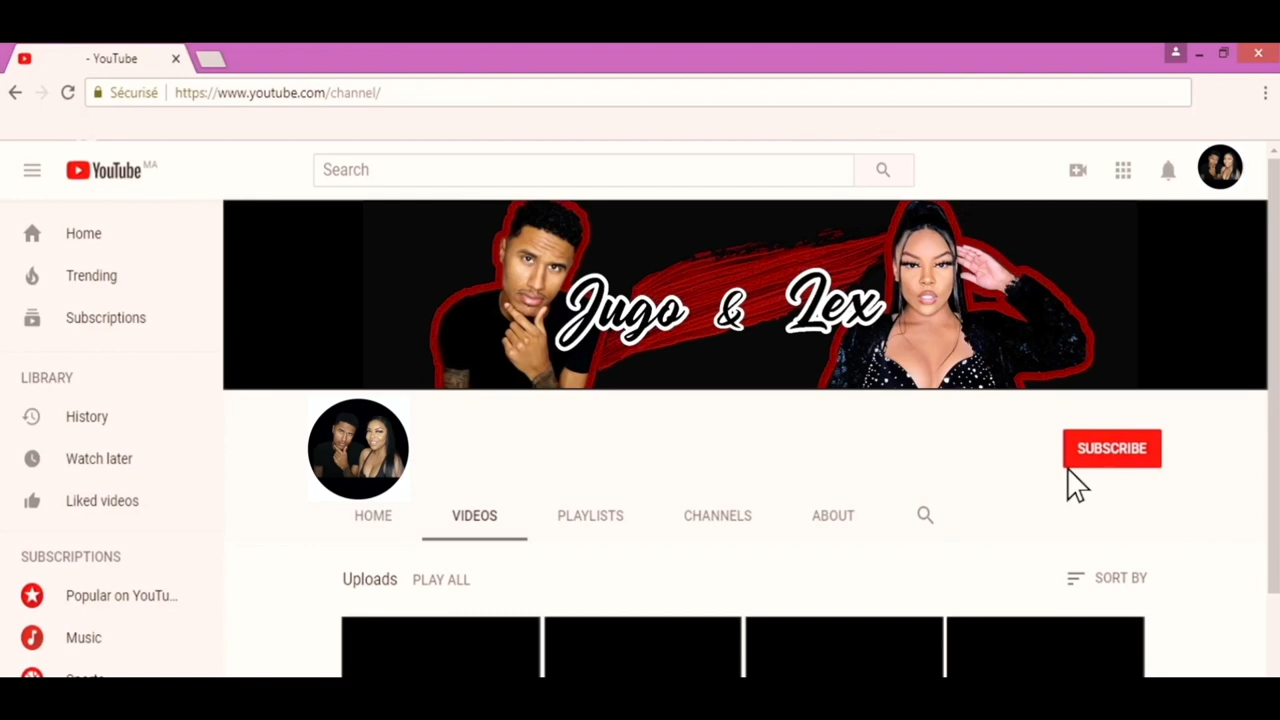 - YouTube
Sécurisé
https://www.youtube.com/channel/
YouTube MA
Search
Home
Trending
Subscriptions
LIBRARY
History
Watch later
Liked videos
SUBSCRIPTIONS
Popular on YouTu...
Music
Jugo & Lex
SUBSCRIBE
HOME
VIDEOS
PLAYLISTS
CHANNELS
ABOUT
Uploads
PLAY ALL
SORT BY